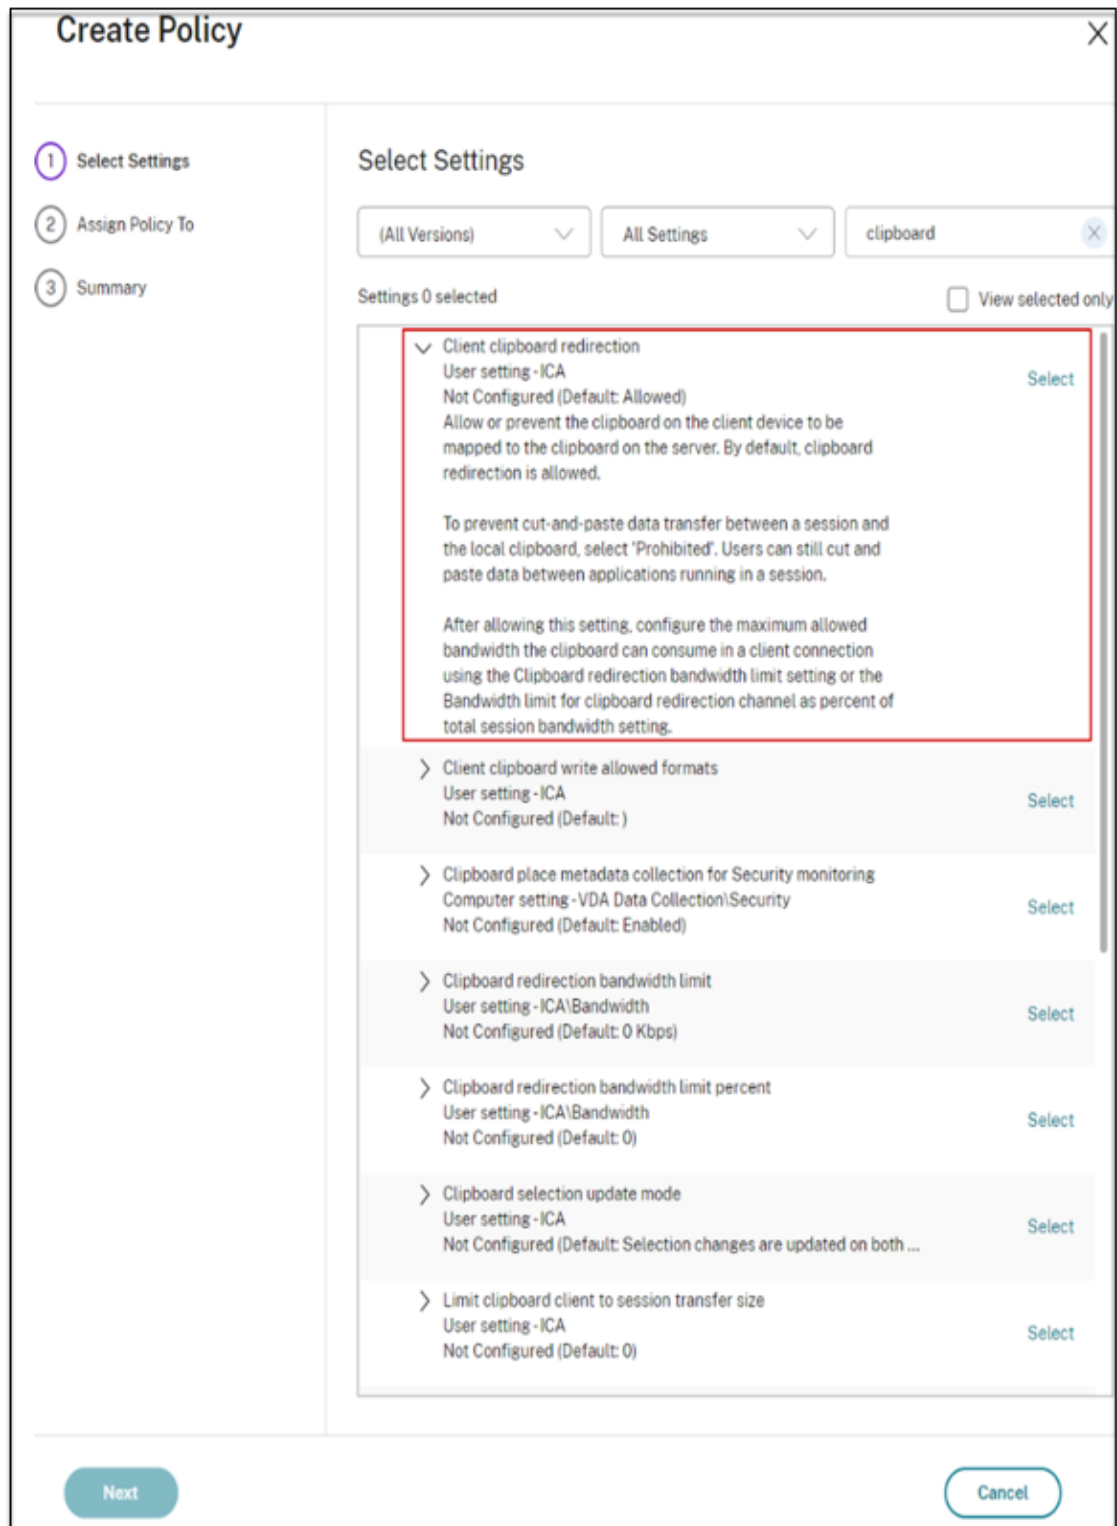 Create Policy
1 Select Settings
2 Assign Policy To
3 Summary
Select Settings
(All Versions)
All Settings
clipboard
Settings 0 selected
View selected only
Client clipboard redirection
User setting - ICA
Not Configured (Default: Allowed)
Select
Allow or prevent the clipboard on the client device to be
mapped to the clipboard on the server. By default, clipboard
redirection is allowed.
To prevent cut-and-paste data transfer between a session and
the local clipboard, select 'Prohibited'. Users can still cut and
paste data between applications running in a session.
After allowing this setting, configure the maximum allowed
bandwidth the clipboard can consume in a client connection
using the Clipboard redirection bandwidth limit setting or the
Bandwidth limit for clipboard redirection channel as percent of
total session bandwidth setting.
Client clipboard write allowed formats
User setting - ICA
Not Configured (Default: )
Select
Clipboard place metadata collection for Security monitoring
Computer setting - VDA Data Collection\Security
Not Configured (Default: Enabled)
Select
Clipboard redirection bandwidth limit
User setting - ICA\Bandwidth
Not Configured (Default: 0 Kbps)
Select
Clipboard redirection bandwidth limit percent
User setting - ICA\Bandwidth
Not Configured (Default: 0)
Select
Clipboard selection update mode
User setting - ICA
Not Configured (Default: Selection changes are updated on both ...
Select
Limit clipboard client to session transfer size
User setting - ICA
Not Configured (Default: 0)
Select
Next
Cancel